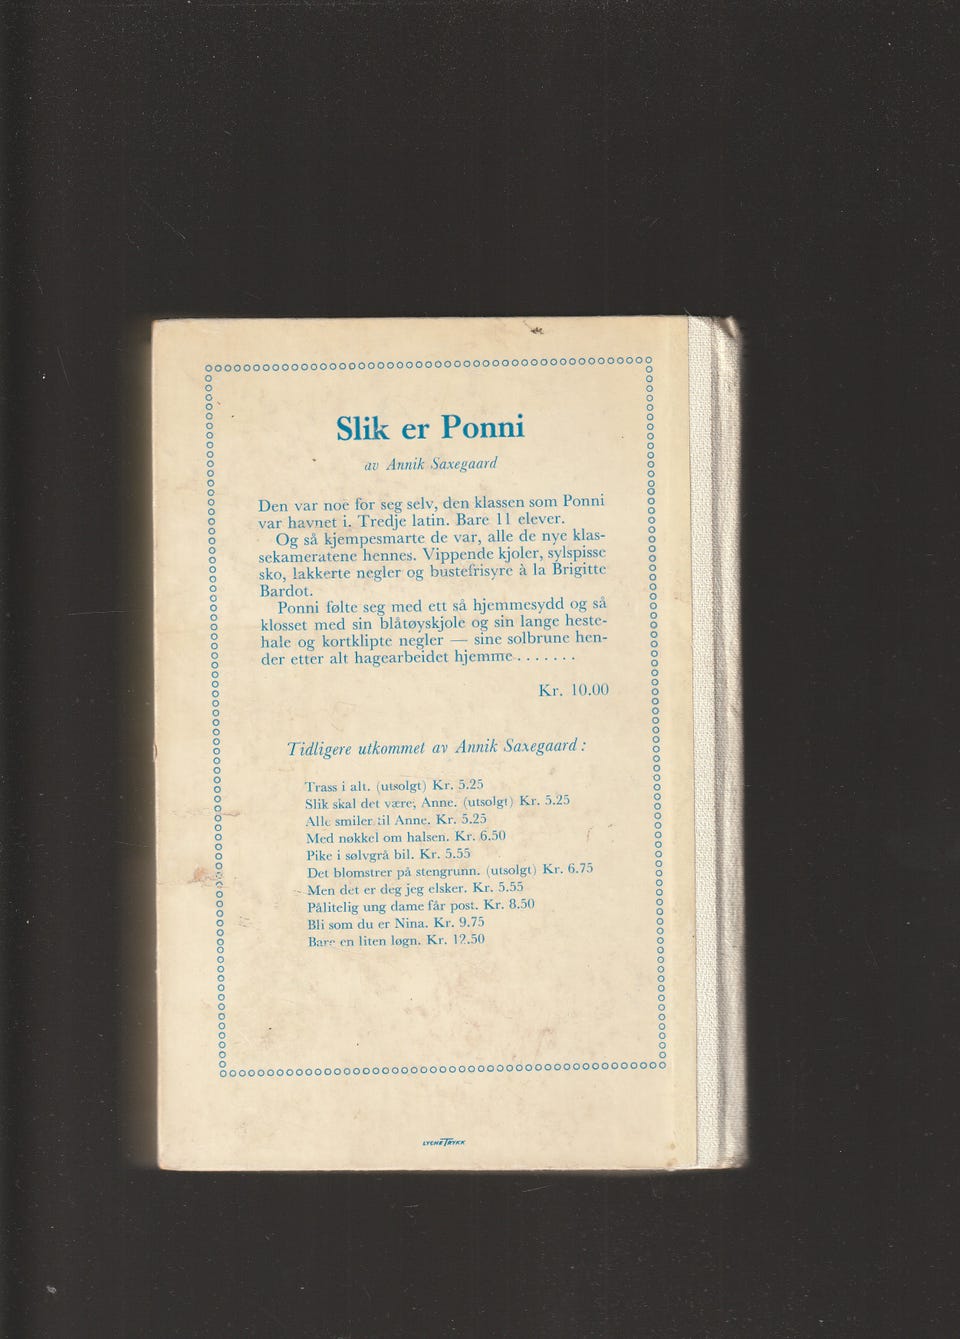 Slik er Ponni
av Annik Saxegaard
Den var noe for seg selv, den klassen som Ponni
var havnet i. Tredje latin. Bare 11 elever.
Og så kjempesmarte de var, alle de nye klas-
sekameratene hennes. Vippende kjoler, sylspisse
sko, lakkerte negler og bustefrisyre à la Brigitte
Bardot.
Ponni følte seg med ett så hjemmesydd og så
klosset med sin blåtøyskjole og sin lange heste-
hale og kortklipte negler — sine solbrune hen-
der etter alt hagearbeidet hjemme . . . . . . .
Kr. 10.00
Tidligere utkommet av Annik Saxegaard :
Trass i alt. (utsolgt) Kr. 5.25
Slik skal det være, Anne. (utsolgt) Kr. 5.25
Alle smiler til Anne. Kr. 5.25
Med nøkkel om halsen. Kr. 6.50
Pike i sølvgrå bil. Kr. 5.55
Det blomstrer på stengrunn. (utsolgt) Kr. 6.75
Men det er deg jeg elsker. Kr. 5.55
Pålitelig ung dame får post. Kr. 8.50
Bli som du er Nina. Kr. 9.75
Bare en liten løgn. Kr. 12.50
LYCHE TRYKK